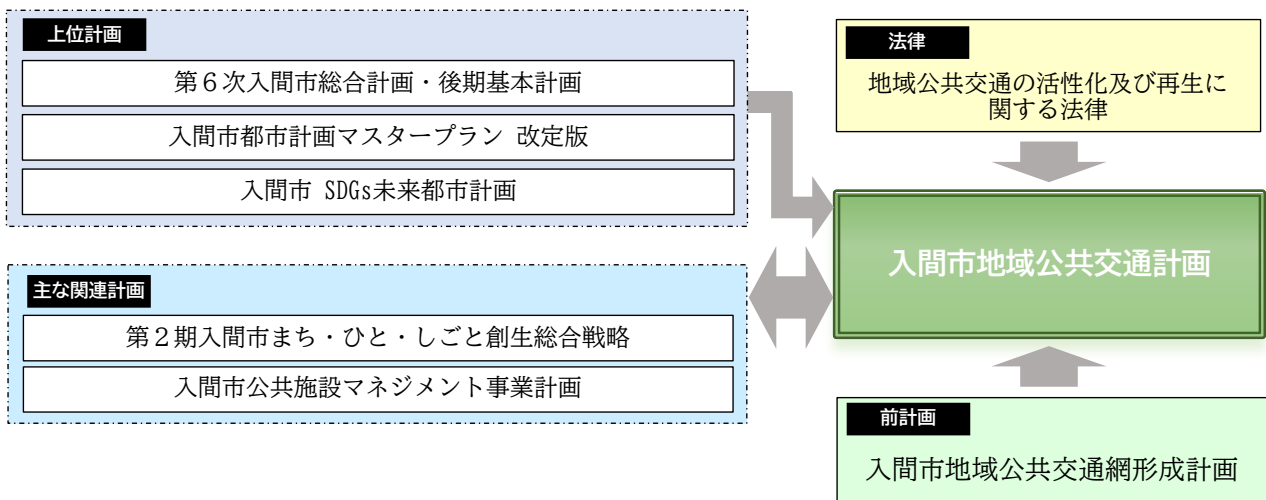 上位計画
第６次入間市総合計画・後期基本計画
入間市都市計画マスタープラン 改定版
入間市 SDGs未来都市計画
主な関連計画
第２期入間市まち・ひと・しごと創生総合戦略
入間市公共施設マネジメント事業計画
法律
地域公共交通の活性化及び再生に
関する法律
入間市地域公共交通計画
前計画
入間市地域公共交通網形成計画